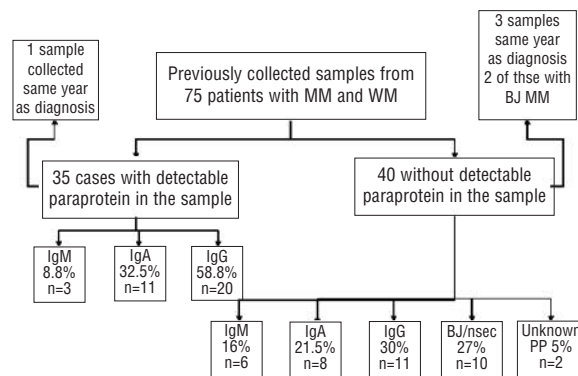 1 sample
collected
same year
as diagnosis
Previously collected samples from
75 patients with MM and WM
3 samples
same year
as diagnosis
2 of thse with
BJ MM
35 cases with detectable
paraprotein in the sample
40 without detectable
paraprotein in the sample
IgM
8.8%
n=3
IgA
32.5%
n=11
IgG
58.8%
n=20
IgM
16%
n=6
IgA
21.5%
n=8
IgG
30%
n=11
BJ/nsec
27%
n=10
Unknown
PP 5%
n=2